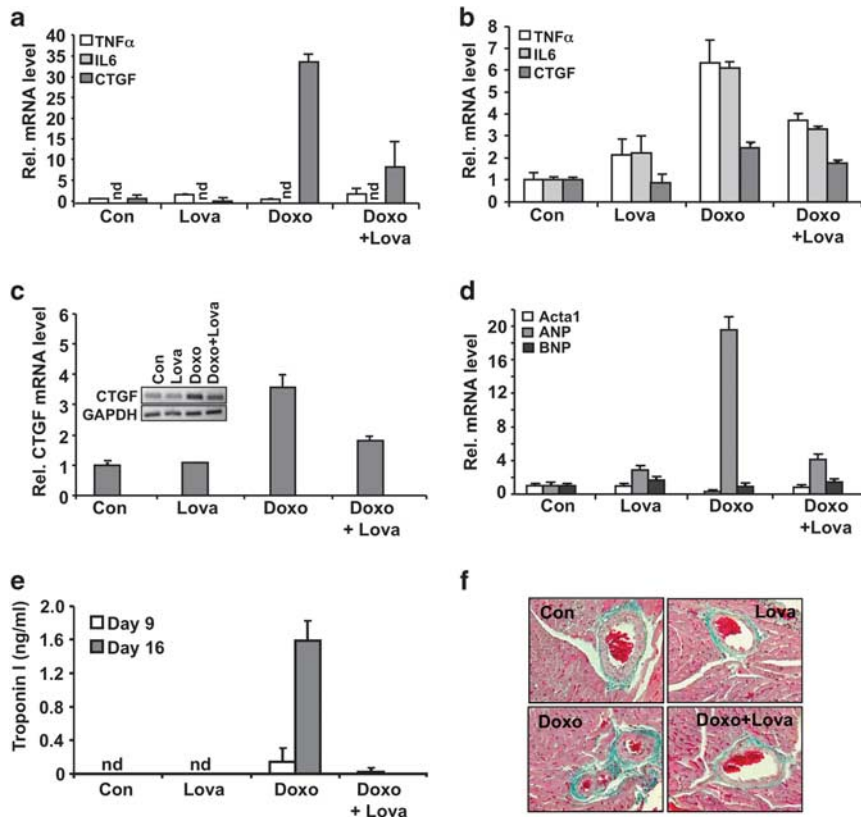 a
TNFα
IL6
CTGF
Rel. mRNA level
40
35
30
25
20
15
10
5
0
nd
nd
nd
nd
Con
Lova
Doxo
Doxo
+Lova
b
TNFα
IL6
CTGF
Rel. mRNA level
8
7
6
5
4
3
2
1
0
Con
Lova
Doxo
Doxo
+Lova
c
Rel. CTGF mRNA level
6
5
4
3
2
1
0
Con
Lova
Doxo
Doxo+Lova
CTGF
GAPDH
Con
Lova
Doxo
Doxo
+ Lova
d
Acta1
ANP
BNP
Rel. mRNA level
20
16
12
8
4
0
Con
Lova
Doxo
Doxo
+Lova
e
Day 9
Day 16
Troponin I (ng/ml)
2.0
1.6
1.2
0.8
0.4
0
nd
nd
Con
Lova
Doxo
Doxo
+ Lova
f
Con
Lova
Doxo
Doxo+Lova